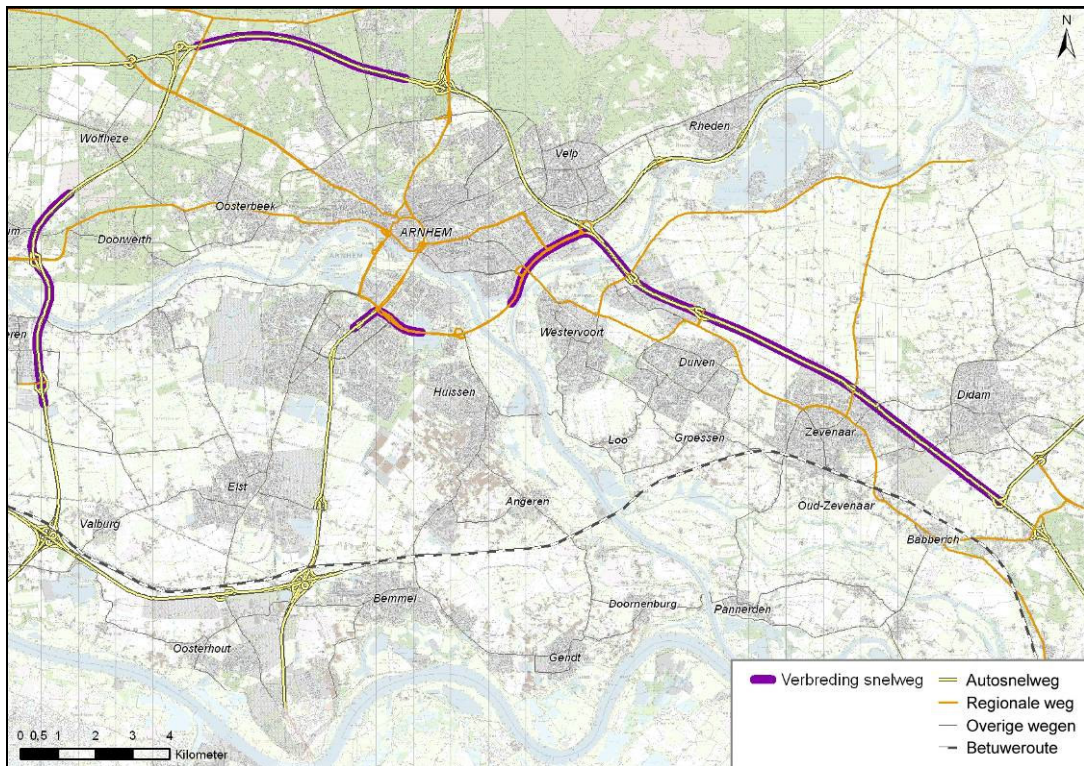 N
Wolfheze
Velp
Rheden
Oosterbeek
ARNHEM
Doorwerth
ARNHEM
Westervoort
Duiven
Huissen
Didam
Zevenaar
Loo
Groessen
Elst
Angeren
Oud-Zevenaar
Valburg
Babberich
Bemmel
Doornenburg
Pannerden
Oosterhout
Gendt
Verbreding snelweg
Autosnelweg
Regionale weg
Overige wegen
Betuweroute
0 0,5 1 2 3 4
Kilometer